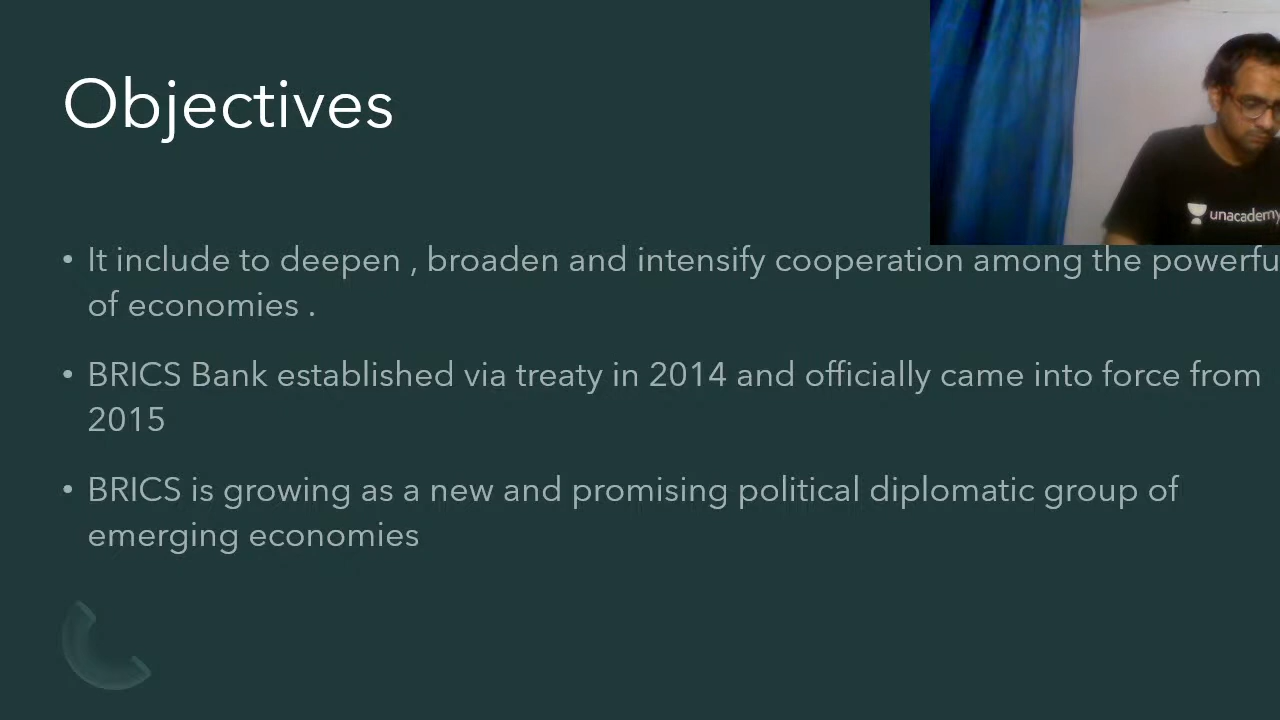 Objectives
unacademy
• It include to deepen , broaden and intensify cooperation among the
of economies .
• BRICS Bank established via treaty in 2014 and officially came into force from
2015
• BRICS is growing as a new and promising political diplomatic group of
emerging economies